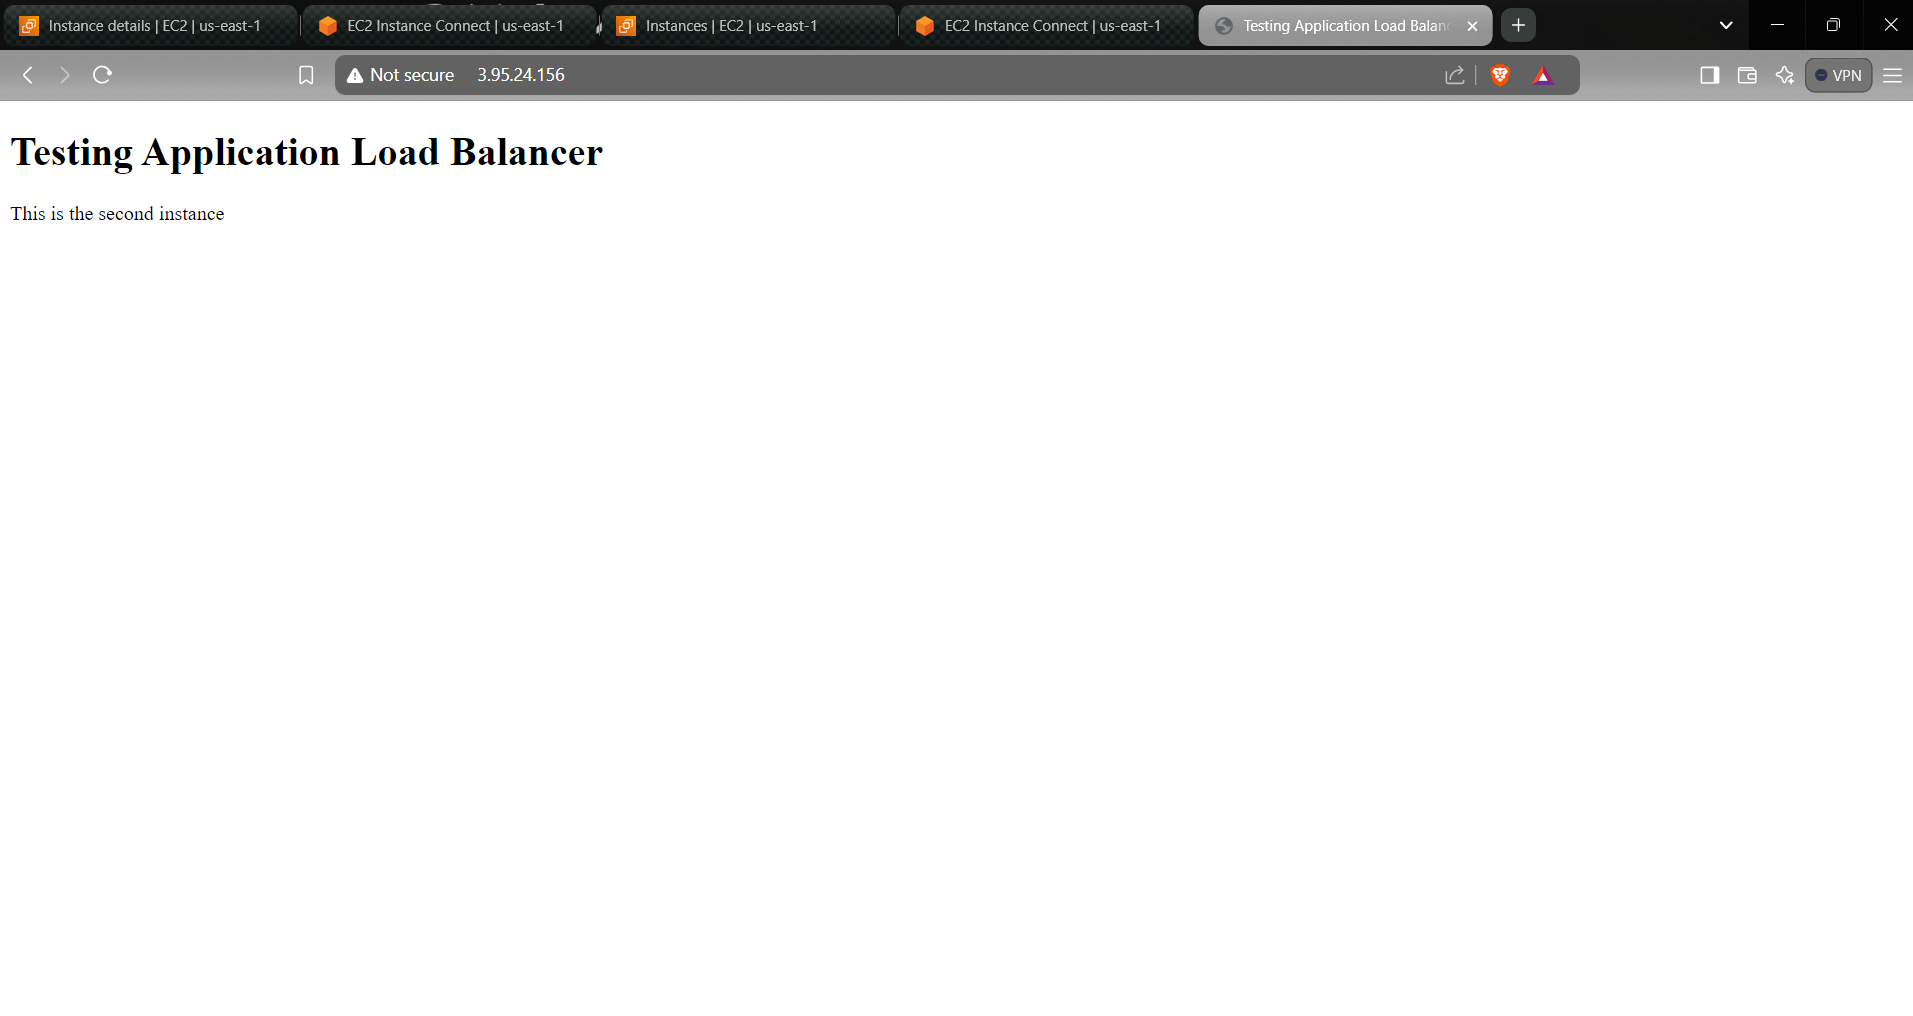 Instance details | EC2 | us-east-1
EC2 Instance Connect | us-east-1
Instances | EC2 | us-east-1
EC2 Instance Connect | us-east-1
Testing Application Load Balan
Not secure 3.95.24.156
VPN
Testing Application Load Balancer
This is the second instance